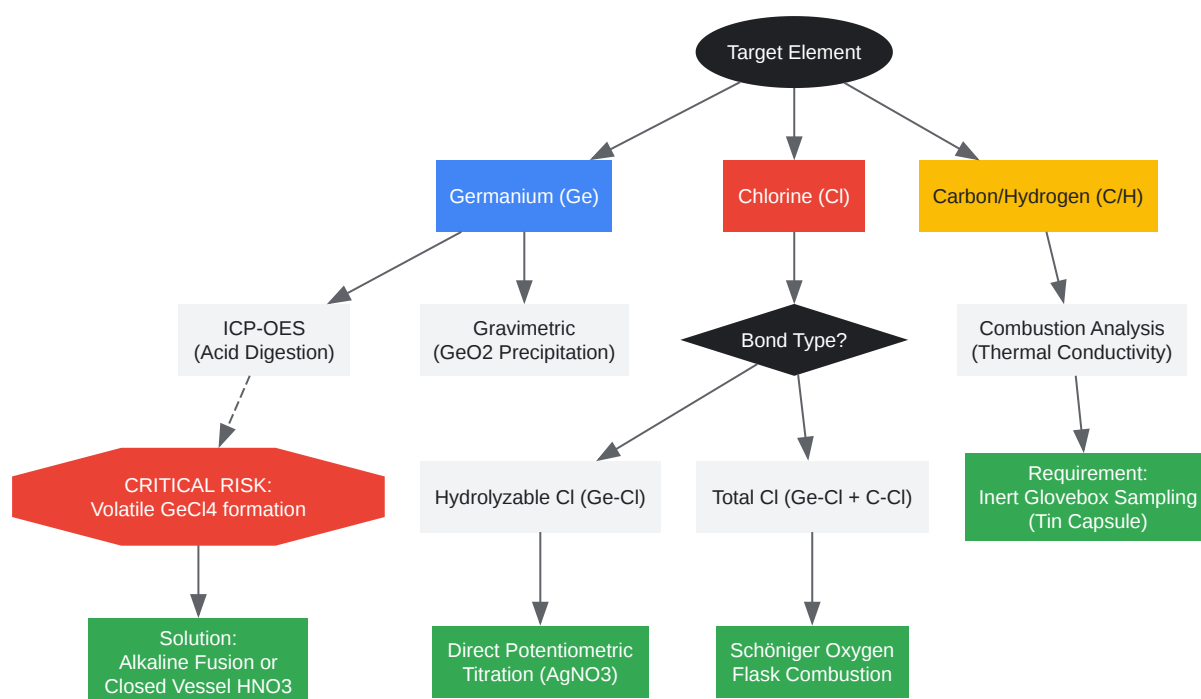 Target Element
Germanium (Ge)
Chlorine (Cl)
Carbon/Hydrogen (C/H)
ICP-OES
(Acid Digestion)
Gravimetric
(GeO2 Precipitation)
Bond Type?
Combustion Analysis
(Thermal Conductivity)
CRITICAL RISK:
Volatile GeCl4 formation
Hydrolyzable Cl (Ge-Cl)
Total Cl (Ge-Cl + C-Cl)
Requirement:
Inert Glovebox Sampling
(Tin Capsule)
Solution:
Alkaline Fusion or
Closed Vessel HNO3
Direct Potentiometric
Titration (AgNO3)
Schöniger Oxygen
Flask Combustion